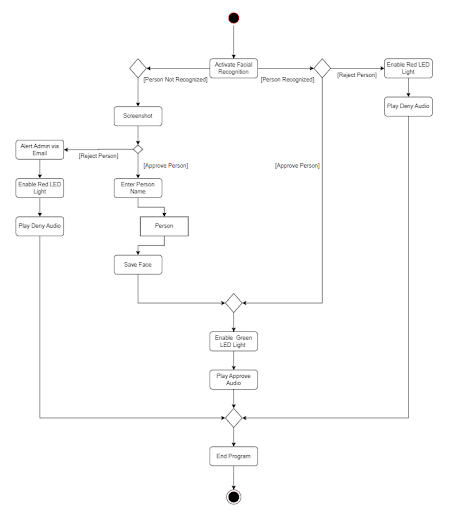 Activate Facial
Recognition
Enable Red LED
Light
[Person Not Recognized]
[Person Recognized]
[Reject Person]
Play Deny Audio
Screenshot
Alert Admin via
Email
[Reject Person]
[Approve Person]
[Approve Person]
Enable Red LED
Light
Enter Person
Name
Play Deny Audio
Person
Save Face
Enable Green
LED Light
Play Approve
Audio
End Program